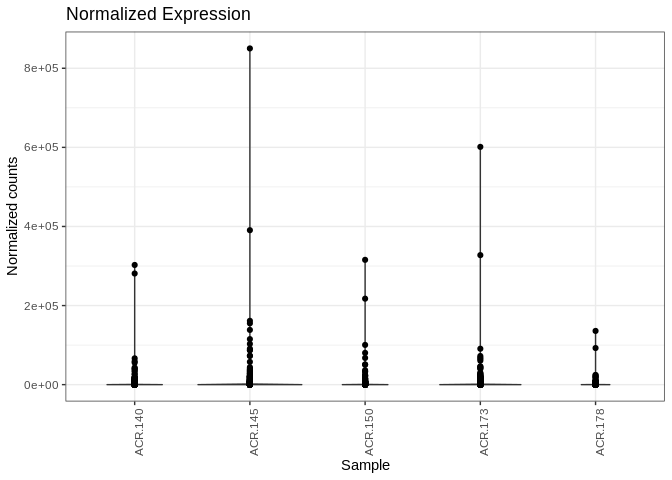 Normalized Expression
Normalized counts
8e+05
6e+05
4e+05
2e+05
0e+00
ACR.140
ACR.145
ACR.150
ACR.173
ACR.178
Sample